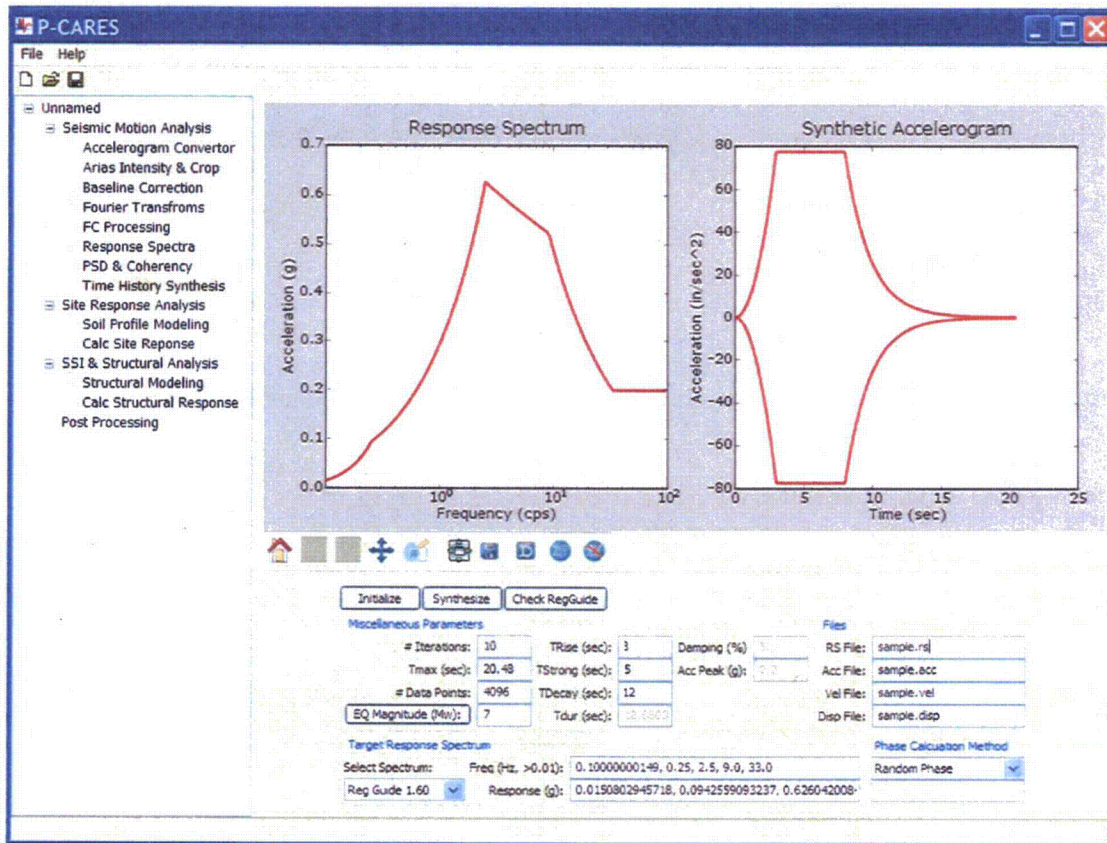 P-CARES
File Help
Unnamed
Seismic Motion Analysis
Accelerogram Convertor
Arias Intensity & Crop
Baseline Correction
Fourier Transfroms
FC Processing
Response Spectra
PSD & Coherency
Time History Synthesis
Site Response Analysis
Soil Profile Modeling
Calc Site Reponse
SSI & Structural Analysis
Structural Modeling
Calc Structural Response
Post Processing
Response Spectrum
0.7
0.6
0.5
0.4
0.3
0.2
0.1
0.0
Acceleration (g)
10^0 10^1 10^2
Frequency (cps)
Synthetic Accelerogram
80
60
40
20
0
-20
-40
-60
-80
Acceleration (in/sec^2)
0 5 10 15 20 25
Time (sec)
Initialize Synthesize Check RegGuide
Miscellaneous Parameters
# Iterations: 10 TRise (sec): 3 Damping (%)
Tmax (sec): 20.48 TStrong (sec): 5 Acc Peak (g):
# Data Points: 4096 TDecay (sec): 12
EQ Magnitude (Mw): 7 Tdur (sec):
Files
RS File: sample.rs
Acc File: sample.acc
Vel File: sample.vel
Disp File: sample.disp
Target Response Spectrum
Select Spectrum: Freq (Hz, >0.01): 0.10000000149, 0.25, 2.5, 9.0, 33.0
Reg Guide 1.60 Response (g): 0.0150802945718, 0.0942559093237, 0.626042008
Phase Calcuation Method
Random Phase